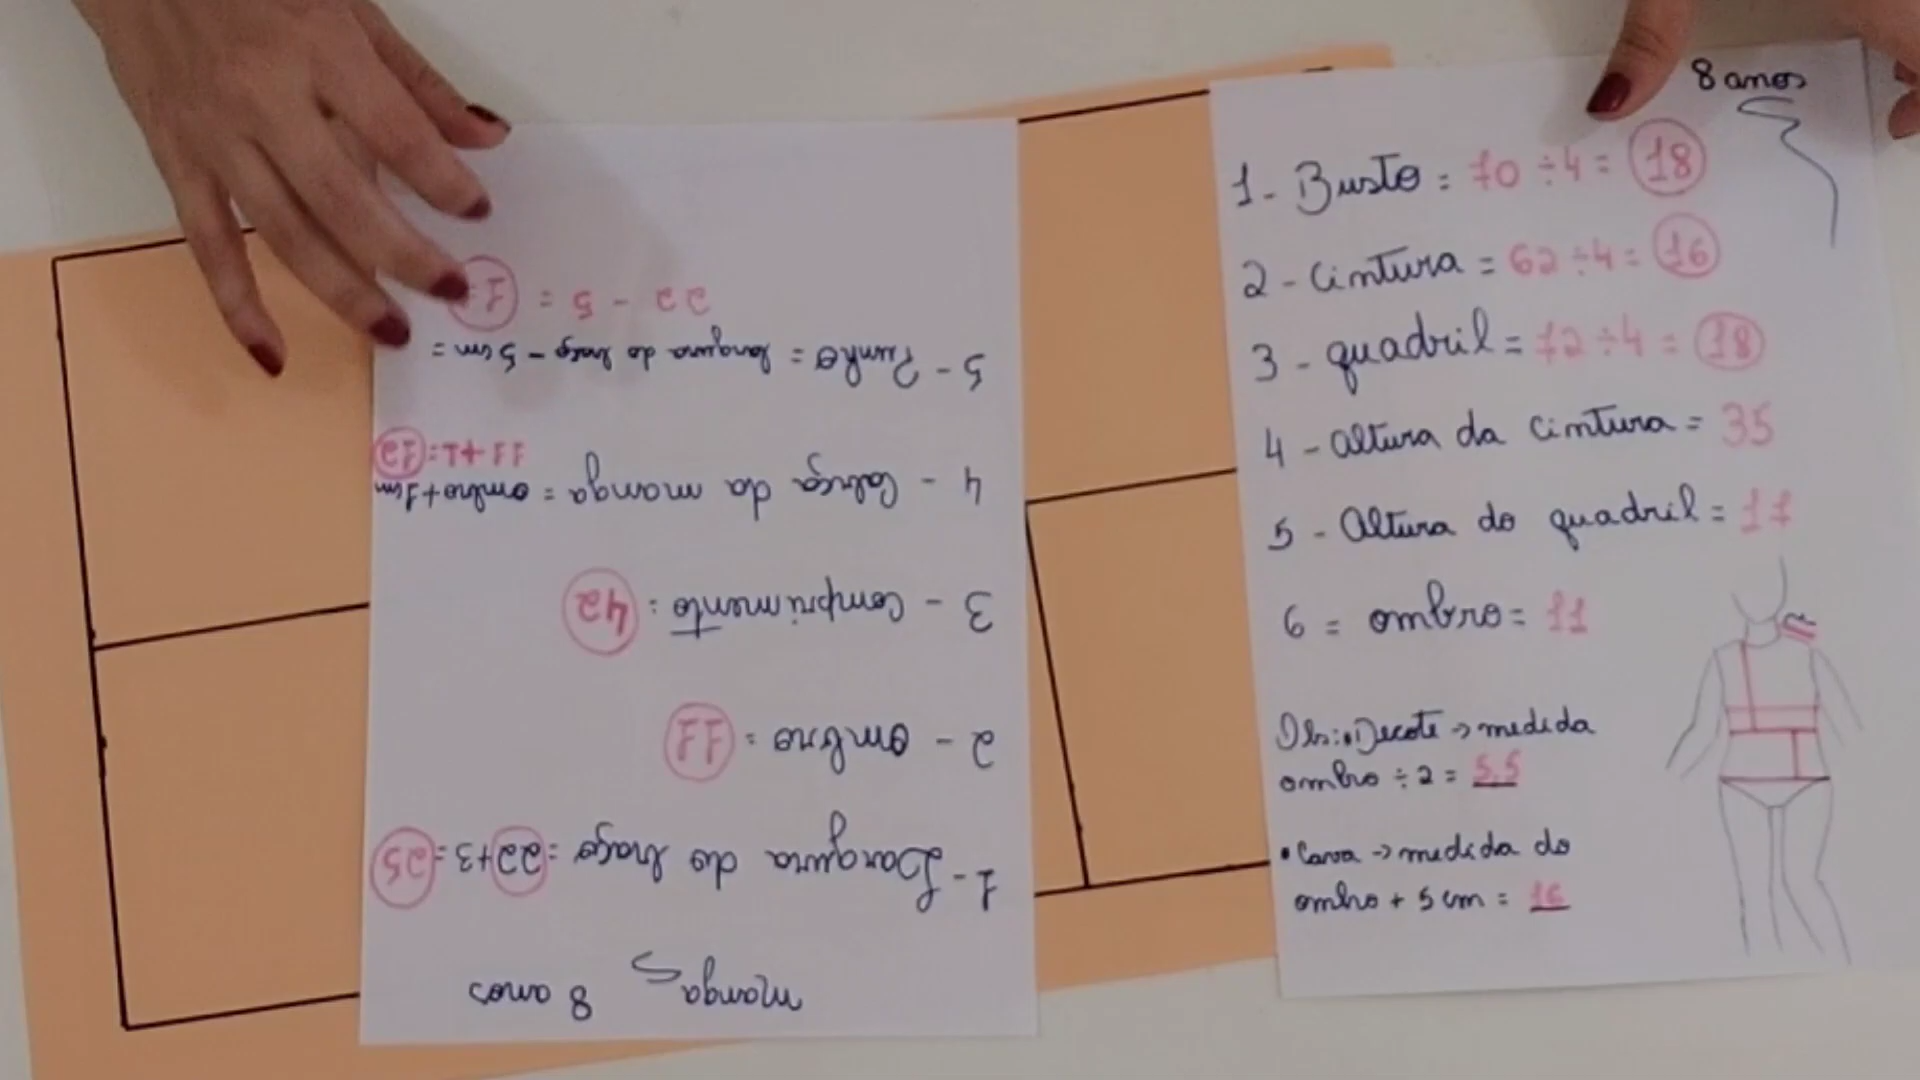 manga 8 anos
1- Largura do braço = 22+3 = 25
2 - Ombro = 11
3 - Comprimento = 42
4 - Cabeça da manga = ombro + 1cm
11 + 1 = 12
5 - Punho = largura do braço - 5cm =
22 - 5 =
8 anos
1 - Busto = 70 ÷ 4 = 18
2 - Cintura = 62 ÷ 4 = 16
3 - quadril = 72 ÷ 4 = 18
4 - altura da cintura = 35
5 - Altura do quadril = 17
6 = ombro = 11
Obs: • Decote → medida
ombro ÷ 2 = 5,5
• Cava → medida do
ombro + 5 cm = 16